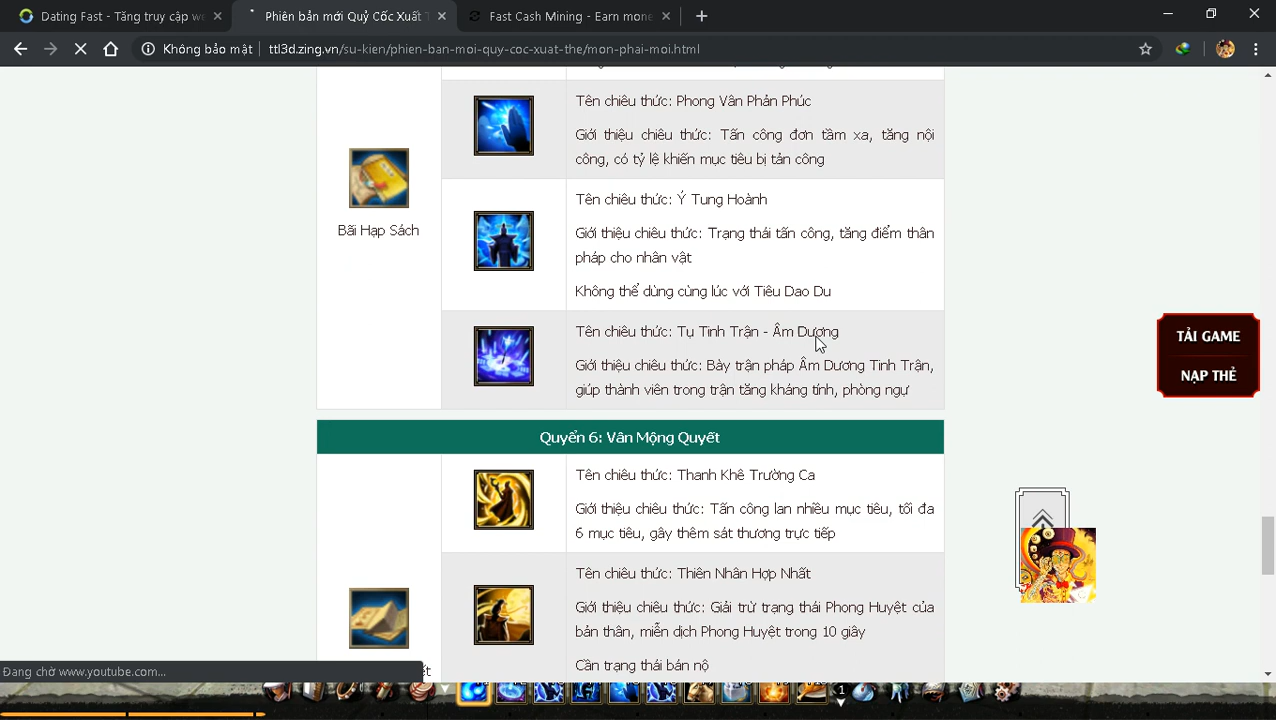 Dating Fast - Tăng truy cập w
Phiên bản mới Quỷ Cốc Xuất T
Fast Cash Mining - Earn mone
Không bảo mật
ttl3d.zing.vn/su-kien/phien-ban-moi-quy-coc-xuat-the/mon-phai-moi.html
Tên chiêu thức: Phong Vân Phản Phúc
Giới thiệu chiêu thức: Tấn công đơn tầm xa, tăng nội
công, có tỷ lệ khiến mục tiêu bị tản công
Bãi Hạp Sách
Tên chiêu thức: Ý Tung Hoành
Giới thiệu chiêu thức: Trạng thái tấn công, tăng điểm thân
pháp cho nhân vật
Không thể dùng cùng lúc với Tiêu Dao Du
Tên chiêu thức: Tụ Tinh Trận - Âm Dương
Giới thiệu chiêu thức: Bày trận pháp Âm Dương Tinh Trận,
giúp thành viên trong trận tăng kháng tính, phòng ngự
TẢI GAME
NẠP THẺ
Quyển 6: Vân Mộng Quyết
Tên chiêu thức: Thanh Khê Trường Ca
Giới thiệu chiêu thức: Tấn công lan nhiều mục tiêu, tối đa
6 mục tiêu, gây thêm sát thương trực tiếp
Tên chiêu thức: Thiên Nhân Hợp Nhất
Giới thiệu chiêu thức: Giải trừ trạng thái Phong Huyệt của
bản thân, miễn dịch Phong Huyệt trong 10 giây
Cần trạng thái bán nộ
Đang chờ www.youtube.com...
1